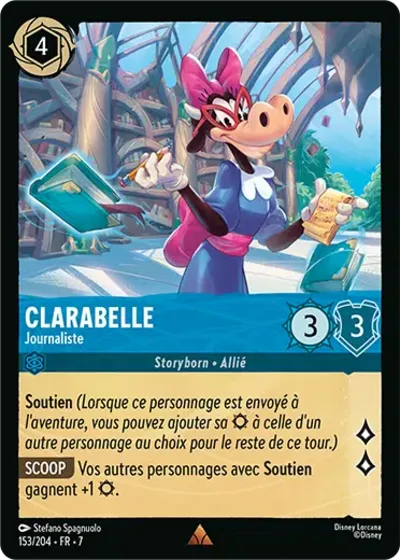 4
CLARABELLE
Journaliste
3
3
Storyborn • Allié
Soutien (Lorsque ce personnage est envoyé à
l'aventure, vous pouvez ajouter sa ¤ à celle d'un
autre personnage au choix pour le reste de ce tour.)
SCOOP Vos autres personnages avec Soutien
gagnent +1 ¤.
Stefano Spagnuolo
153/204 • FR • 7
Disney Lorcana
©Disney